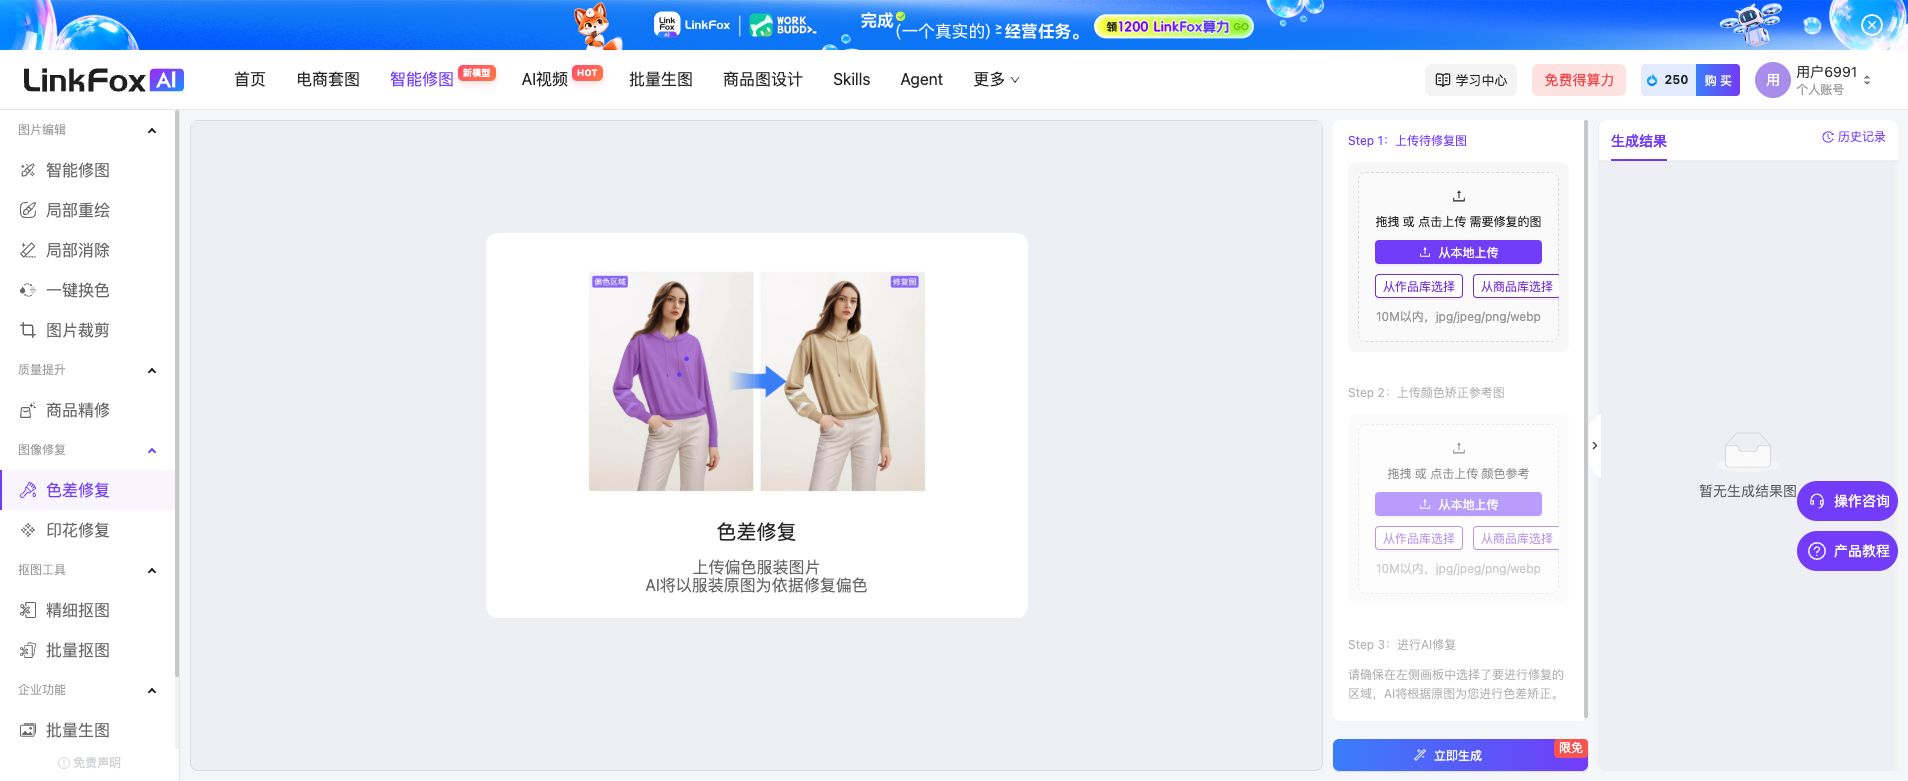 Link Fox AI LinkFox
WORK BUDD>_
完成
(一个真实的)
经营任务。
领1200 LinkFox算力 GO
LinkFox AI
首页
电商套图
智能修图 新模型
AI视频 HOT
批量生图
商品图设计
Skills
Agent
更多
学习中心
免费得算力
250
购买
用
用户6991
个人账号
图片编辑
智能修图
局部重绘
局部消除
一键换色
图片裁剪
质量提升
商品精修
图像修复
色差修复
印花修复
抠图工具
精细抠图
批量抠图
企业功能
批量生图
免责声明
偏色区域
修复图
色差修复
上传偏色服装图片
AI将以服装原图为依据修复偏色
Step 1：上传待修复图
拖拽 或 点击上传 需要修复的图
从本地上传
从作品库选择
从商品库选择
10M以内，jpg/jpeg/png/webp
Step 2：上传颜色矫正参考图
拖拽 或 点击上传 颜色参考
从本地上传
从作品库选择
从商品库选择
10M以内，jpg/jpeg/png/webp
Step 3：进行AI修复
请确保在左侧画板中选择了要进行修复的
区域，AI将根据原图为您进行色差矫正。
立即生成
限免
生成结果
历史记录
暂无生成结果图
操作咨询
产品教程